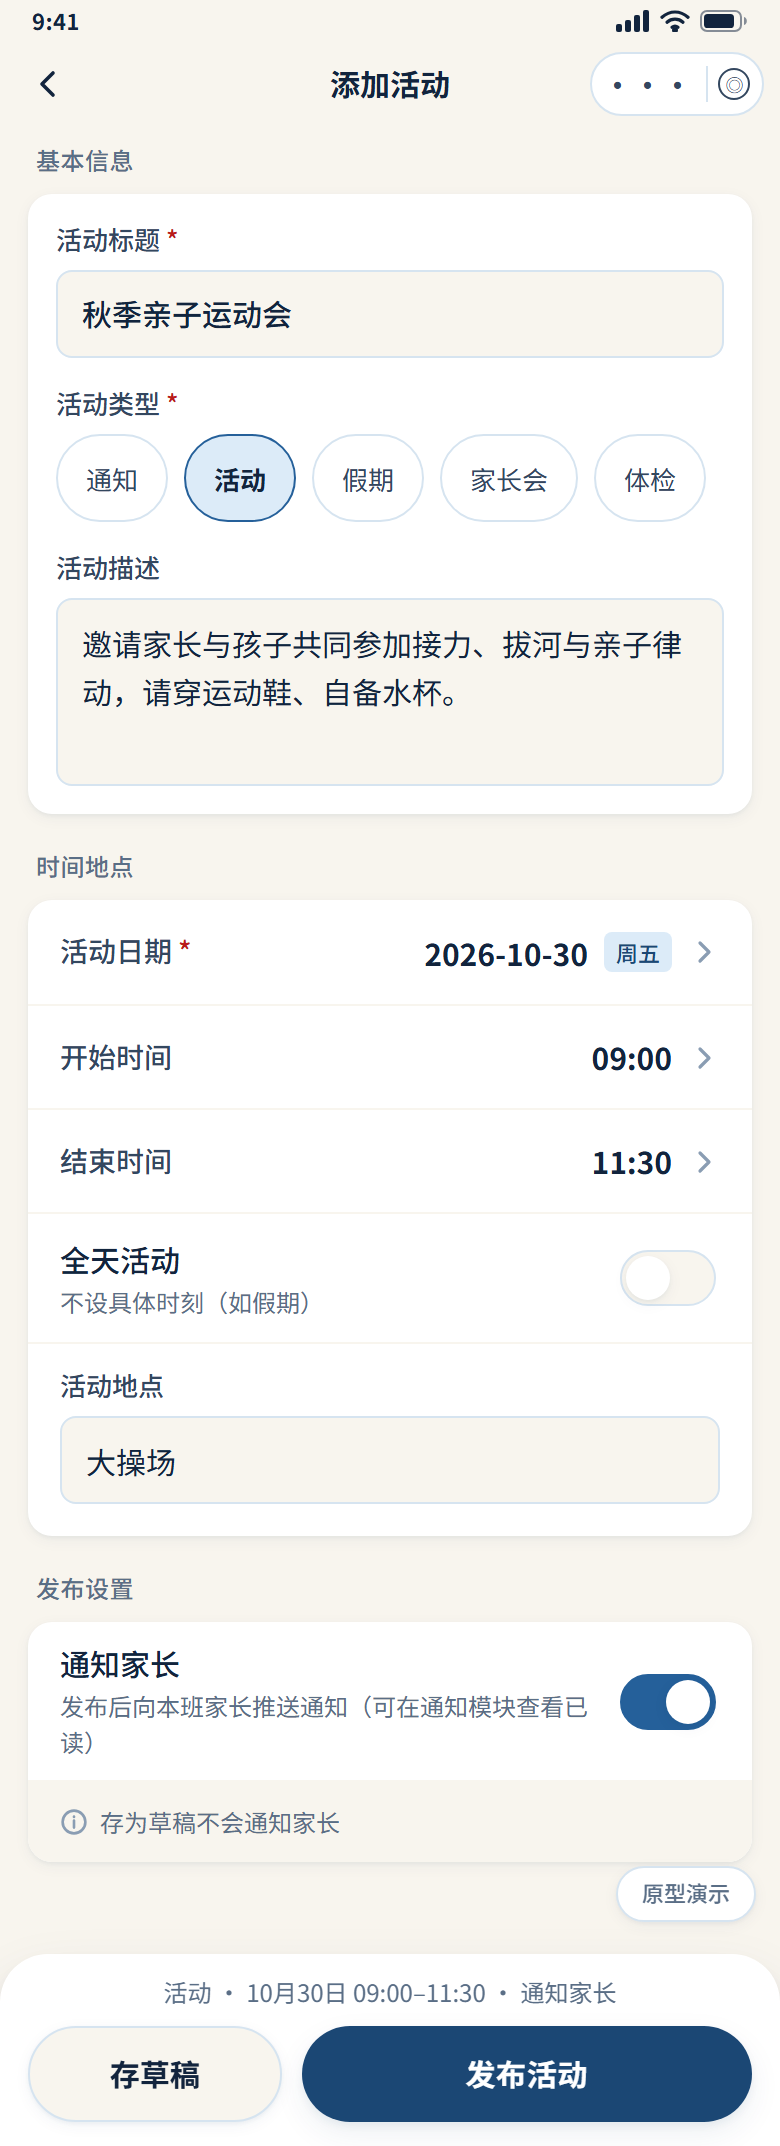 9:41
添加活动
基本信息
活动标题 *
秋季亲子运动会
活动类型 *
通知
活动
假期
家长会
体检
活动描述
邀请家长与孩子共同参加接力、拔河与亲子律
动，请穿运动鞋、自备水杯。
时间地点
活动日期 *
2026-10-30
周五
开始时间
09:00
结束时间
11:30
全天活动
不设具体时刻（如假期）
活动地点
大操场
发布设置
通知家长
发布后向本班家长推送通知（可在通知模块查看已
读）
存为草稿不会通知家长
原型演示
活动 · 10月30日 09:00–11:30 · 通知家长
存草稿
发布活动